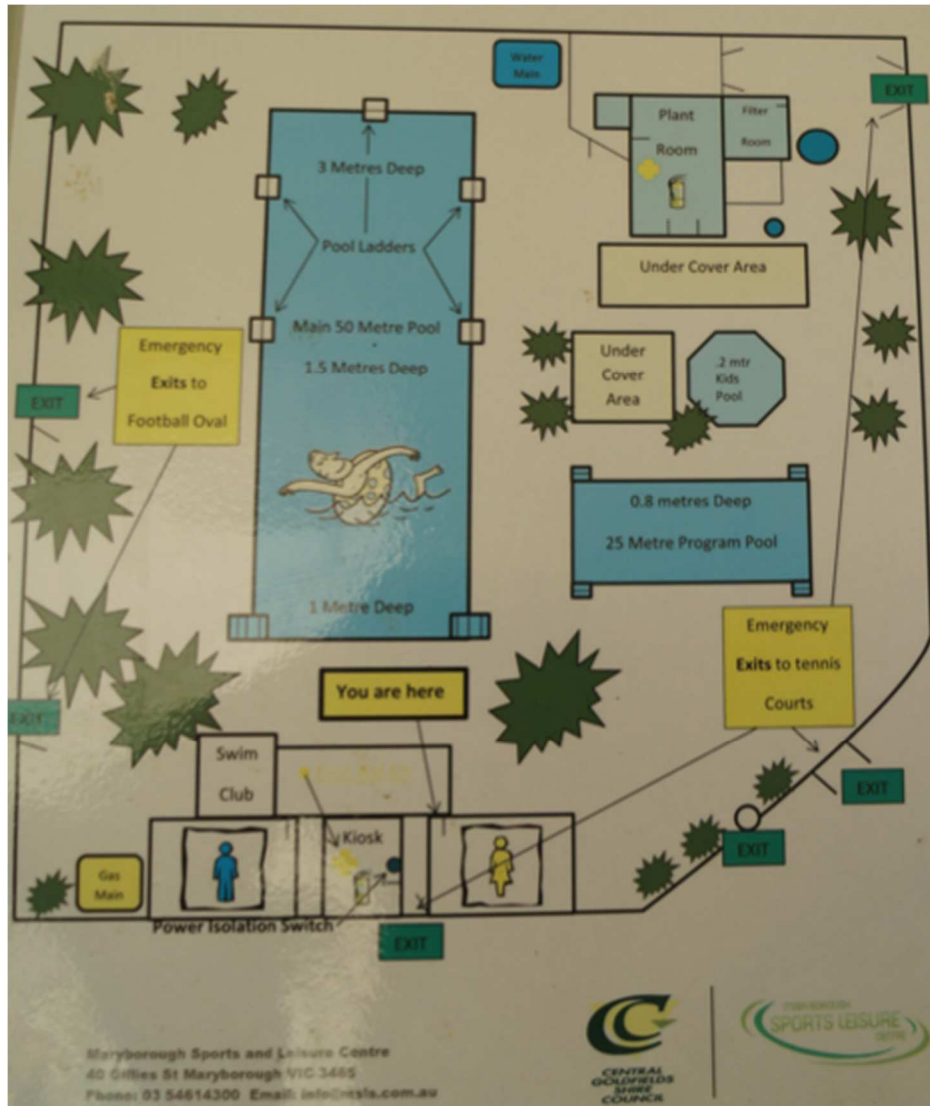 Water
Main
EXIT
Plant
Room
Filter
Room
3 Metres Deep
Pool Ladders
Under Cover Area
Main 50 Metre Pool
1.5 Metres Deep
Emergency
Exits to
Football Oval
EXIT
Under
Cover
Area
.2 mtr
Kids
Pool
0.8 metres Deep
25 Metre Program Pool
1 Metre Deep
Emergency
Exits to tennis
Courts
You are here
EXIT
Swim
Club
EXIT
Kiosk
EXIT
Gas
Main
Power Isolation Switch
EXIT
Maryborough Sports and Leisure Centre
40 Gillies St Maryborough VIC 3465
Phone: 03 54614300 Email:
CENTRAL
GOLDFIELDS
SHIRE
COUNCIL
MARYBOROUGH
SPORTS LEISURE
CENTRE